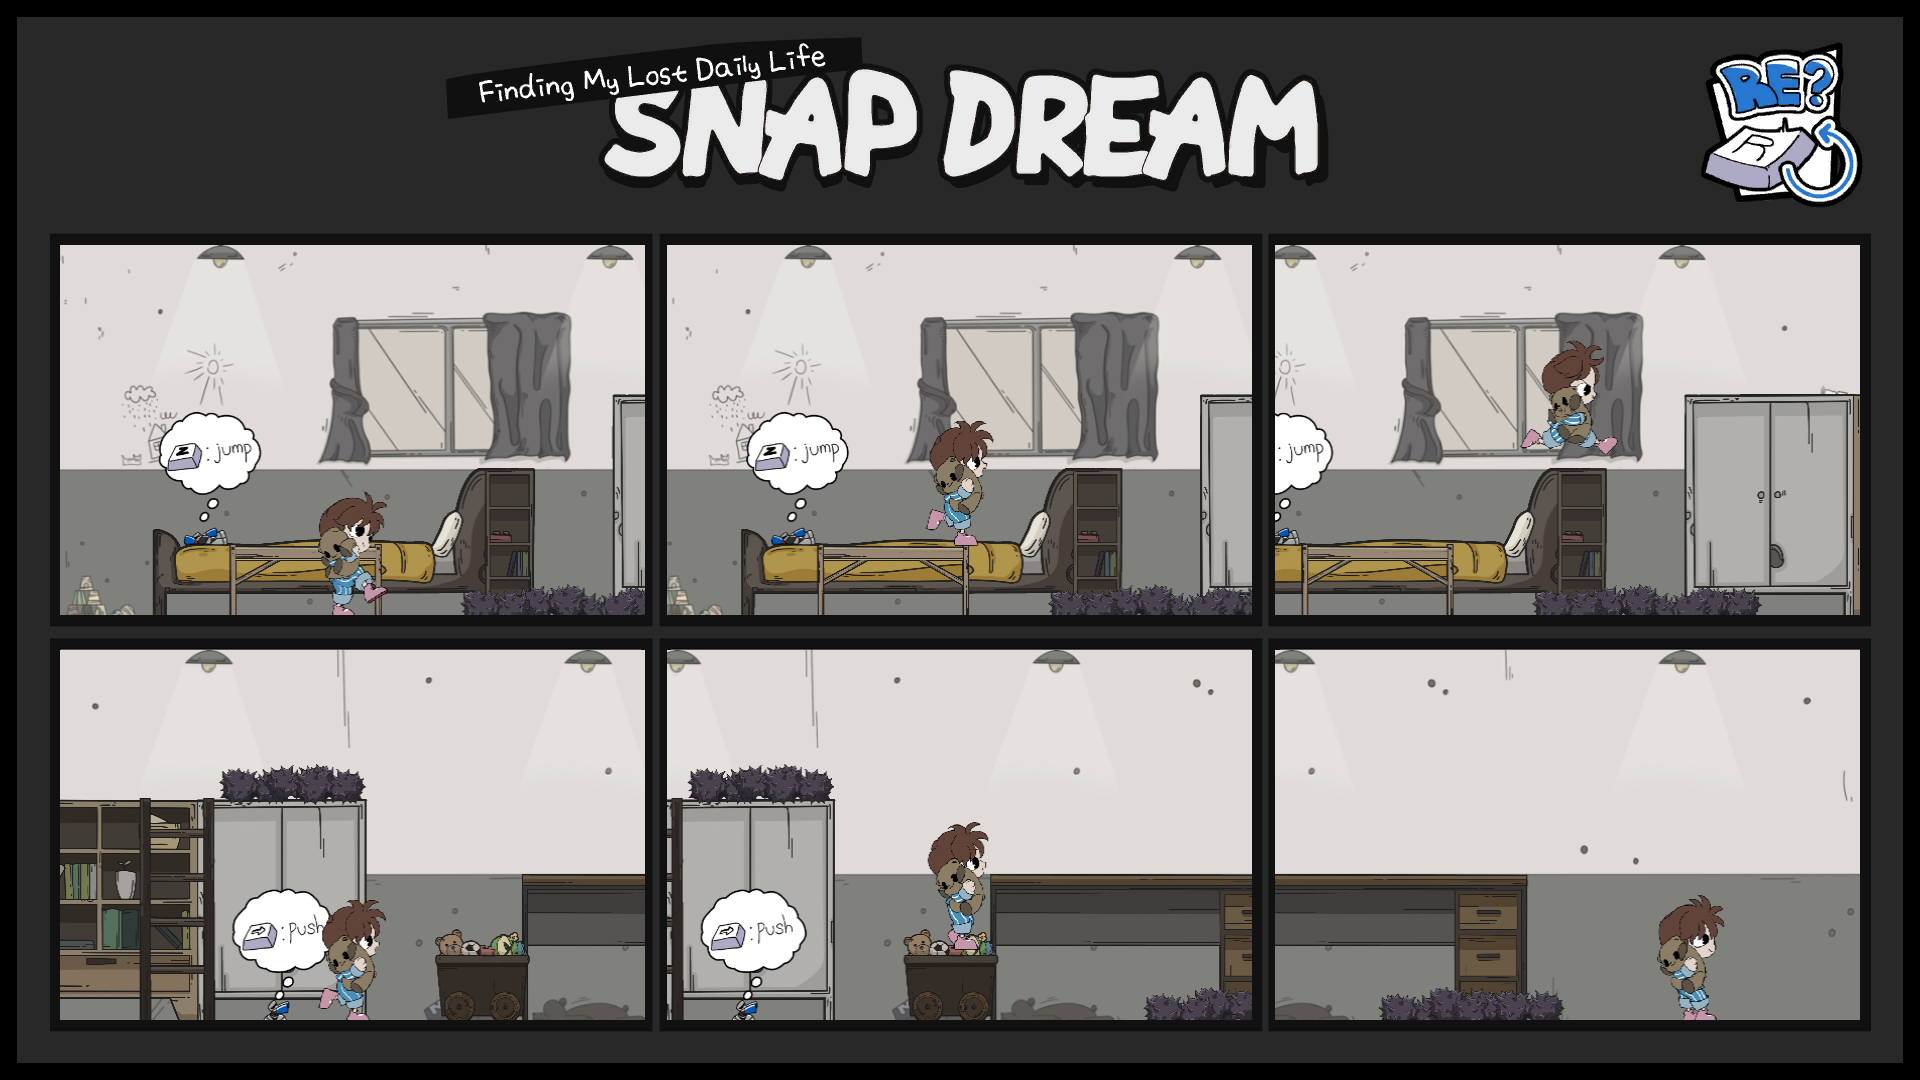 Finding My Lost Daily Life
SNAP DREAM
RE?
R
Z : jump
Z : jump
: jump
→ : push
→ : push